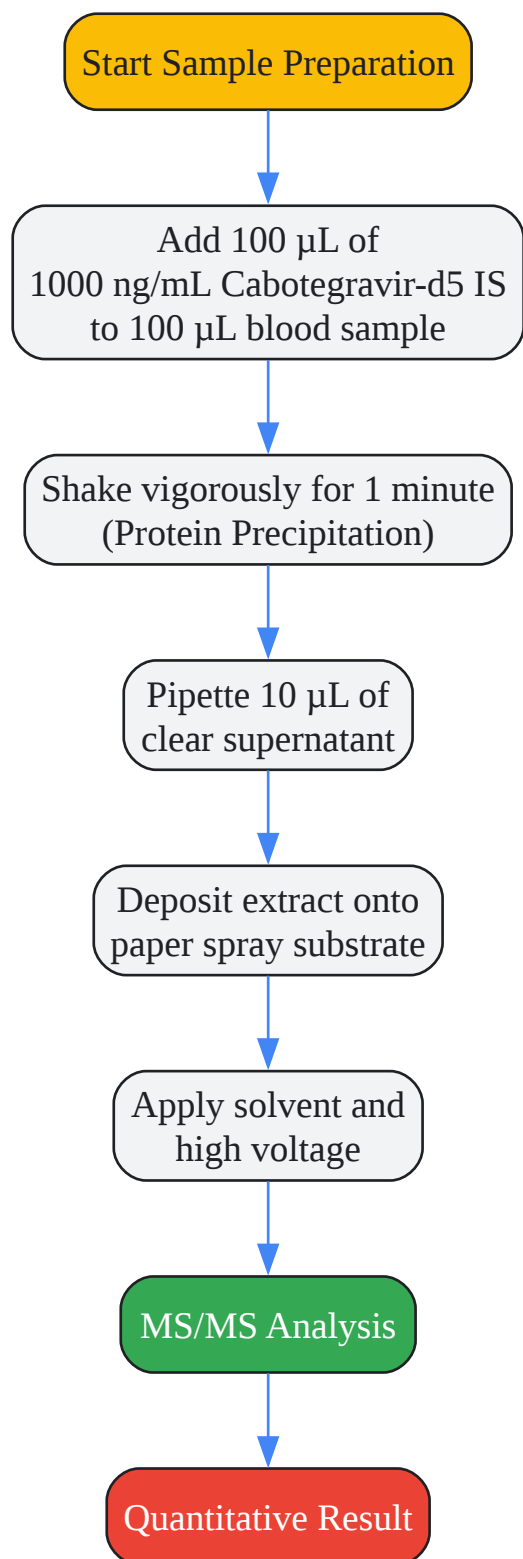 Start Sample Preparation
Add 100 µL of
1000 ng/mL Cabotegravir-d5 IS
to 100 µL blood sample
Shake vigorously for 1 minute
(Protein Precipitation)
Pipette 10 µL of
clear supernatant
Deposit extract onto
paper spray substrate
Apply solvent and
high voltage
MS/MS Analysis
Quantitative Result